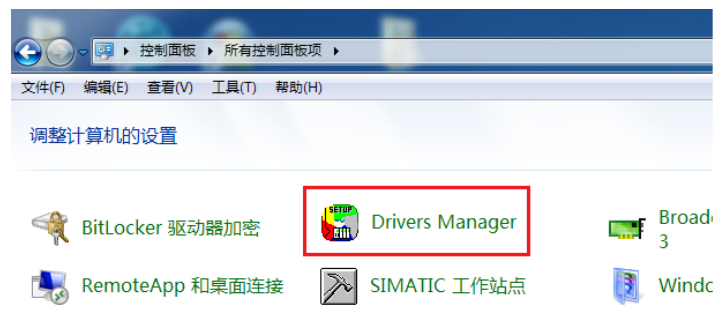 控制面板 所有控制面板项
文件(F) 编辑(E) 查看(V) 工具(T) 帮助(H)
调整计算机的设置
SETUP
BitLocker 驱动器加密 Drivers Manager Broadc
3
RemoteApp 和桌面连接 SIMATIC 工作站点 Windo